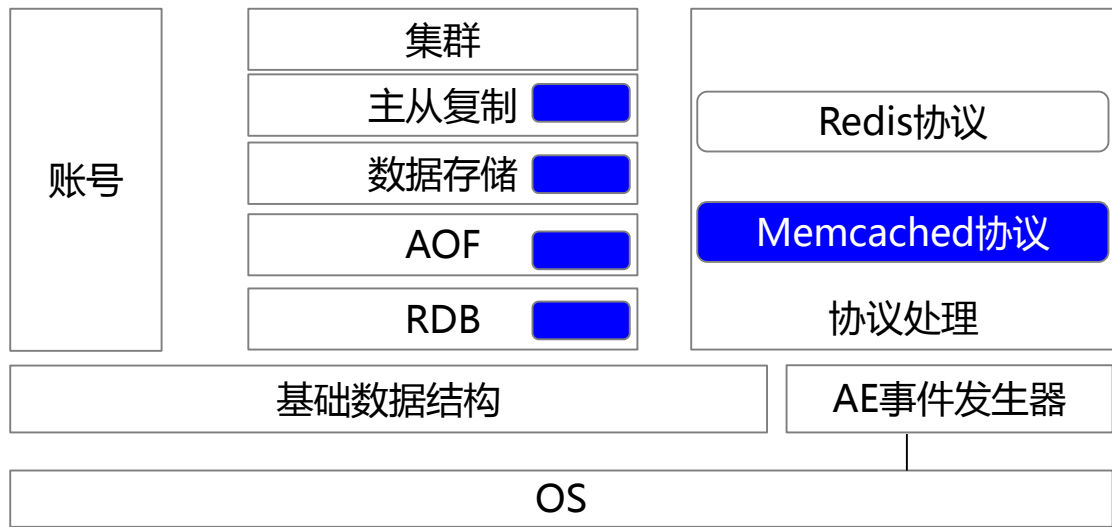 账号
集群
主从复制
数据存储
AOF
RDB
Redis协议
Memcached协议
协议处理
基础数据结构
AE事件发生器
OS